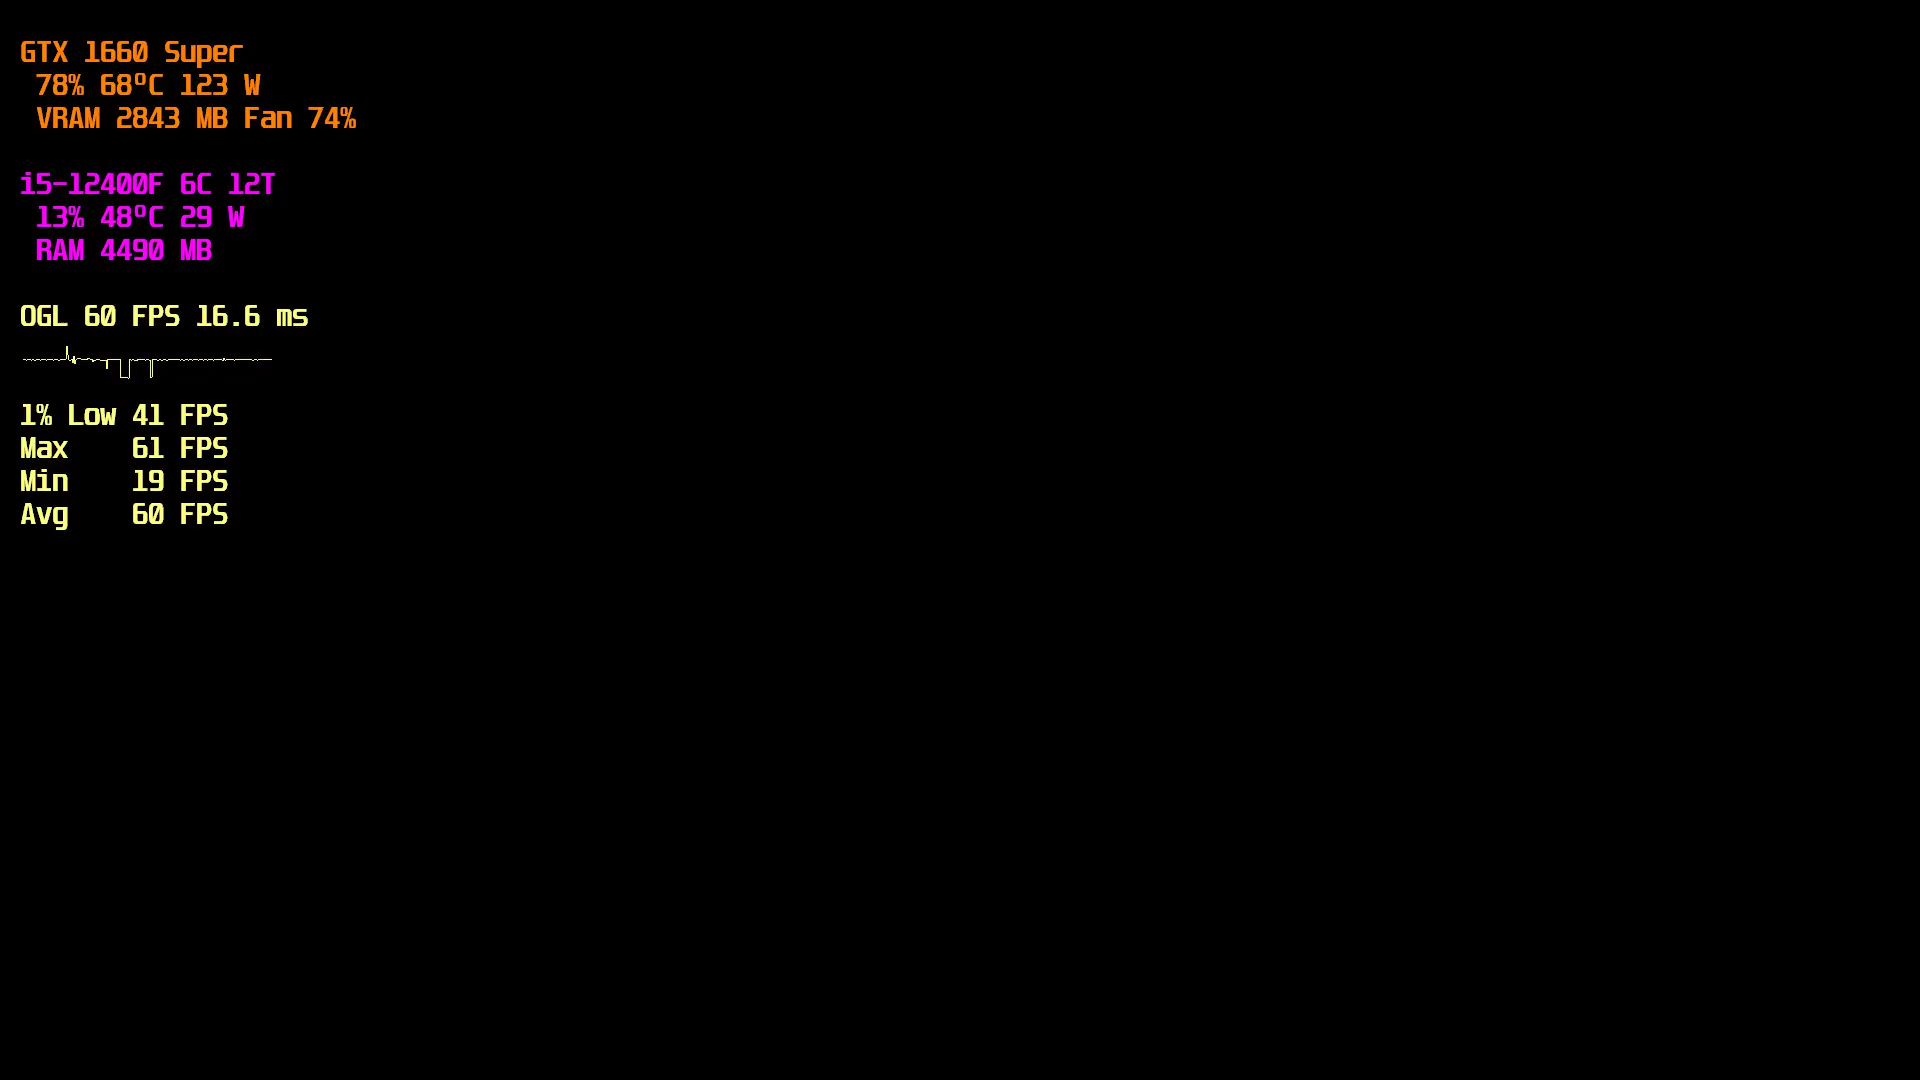 GTX 1660 Super
78% 68ºC 123 W
VRAM 2843 MB Fan 74%
i5-12400F 6C 12T
13% 48ºC 29 W
RAM 4490 MB
OGL 60 FPS 16.6 ms
1% Low 41 FPS
Max 61 FPS
Min 19 FPS
Avg 60 FPS